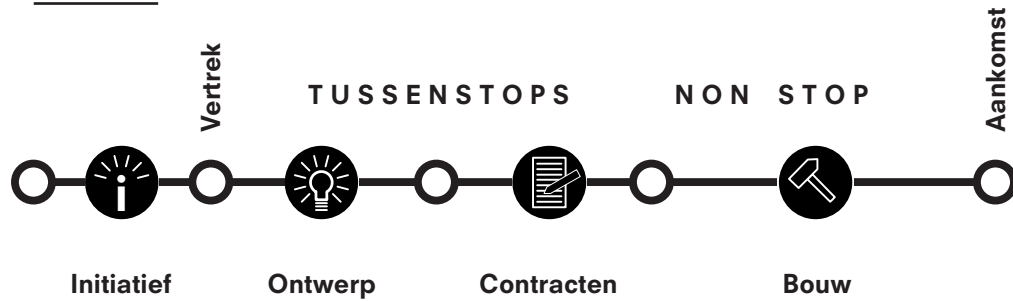 Vertrek
TUSSENSTOPS
NON STOP
Aankomst
Initiatief
Ontwerp
Contracten
Bouw